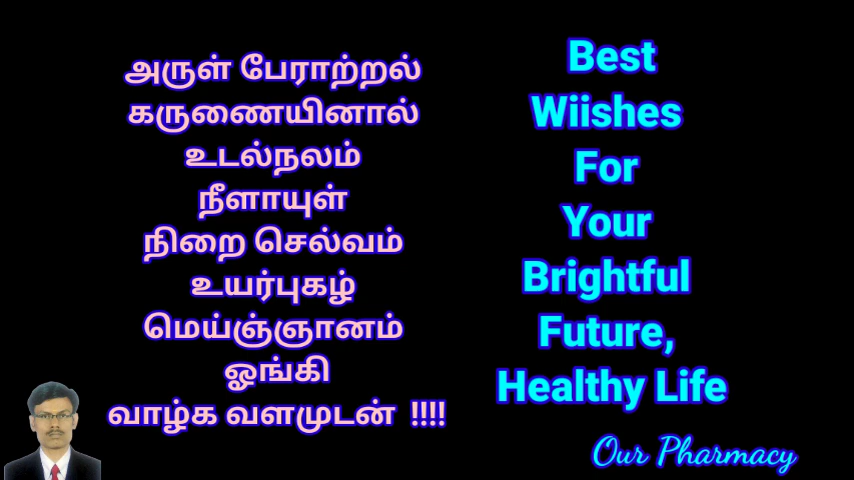 அருள் பேராற்றல்
கருணையினால்
உடல்நலம்
நீளாயுள்
நிறை செல்வம்
உயர்புகழ்
மெய்ஞ்ஞானம்
ஓங்கி
வாழ்க வளமுடன் !!!!
Best
Wiishes
For
Your
Brightful
Future,
Healthy Life
Our Pharmacy